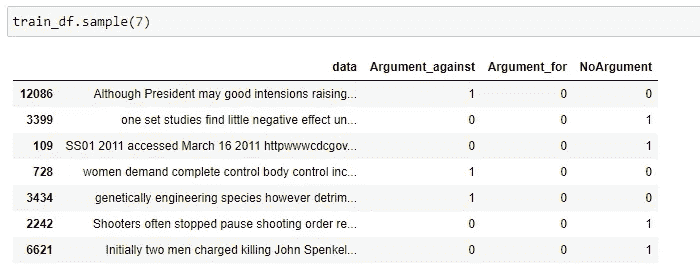 train_df.sample(7)
data Argument_against Argument_for NoArgument
12086 Although President may good intensions raising... 1 0 0
3399 one set studies find little negative effect un... 0 0 1
109 SS01 2011 accessed March 16 2011 httpwwwcdcgov... 0 0 1
728 women demand complete control body control inc... 1 0 0
3434 genetically engineering species however detrim... 1 0 0
2242 Shooters often stopped pause shooting order re... 0 0 1
6621 Initially two men charged killing John Spenkel... 0 0 1